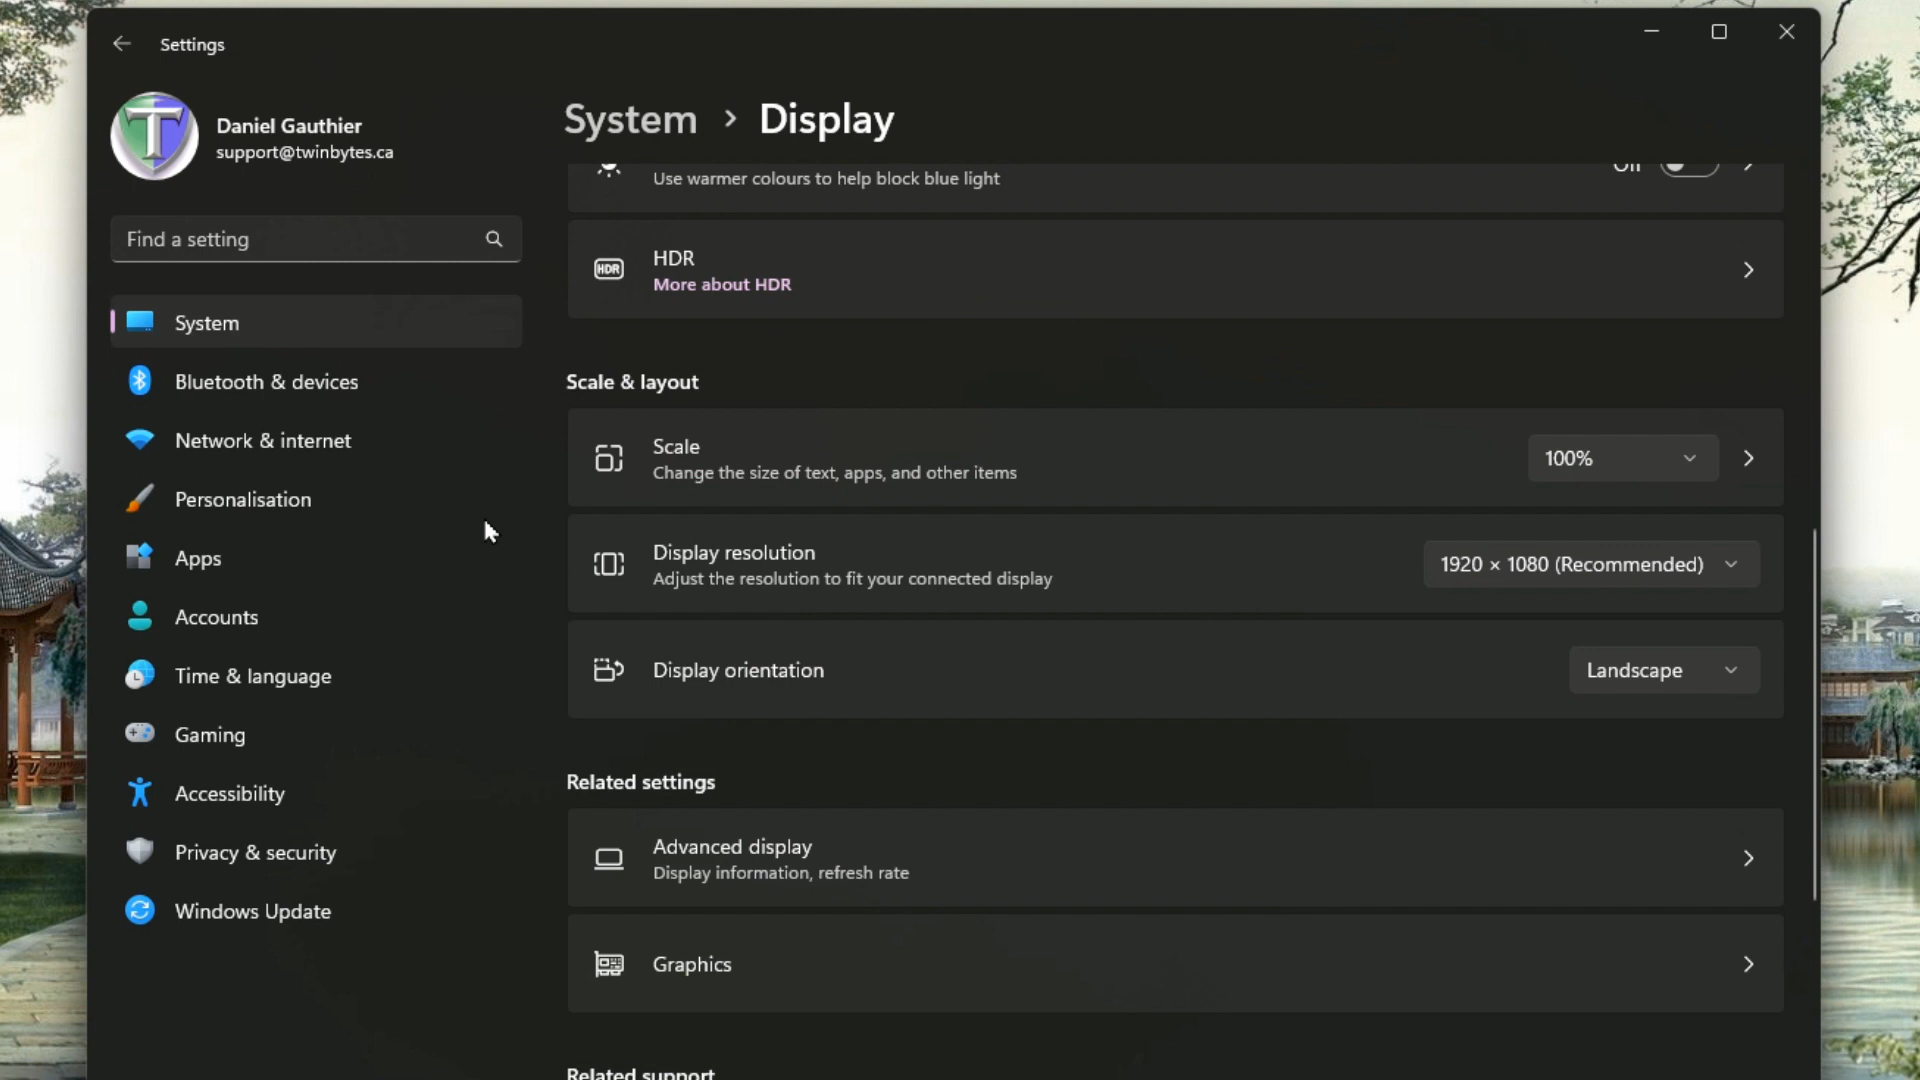 Settings
Daniel Gauthier
support@twinbytes.ca
Find a setting
System
Bluetooth & devices
Network & internet
Personalisation
Apps
Accounts
Time & language
Gaming
Accessibility
Privacy & security
Windows Update
System > Display
Use warmer colours to help block blue light
Off
HDR
HDR
More about HDR
Scale & layout
Scale
Change the size of text, apps, and other items
100%
Display resolution
Adjust the resolution to fit your connected display
1920 × 1080 (Recommended)
Display orientation
Landscape
Related settings
Advanced display
Display information, refresh rate
Graphics
Related support